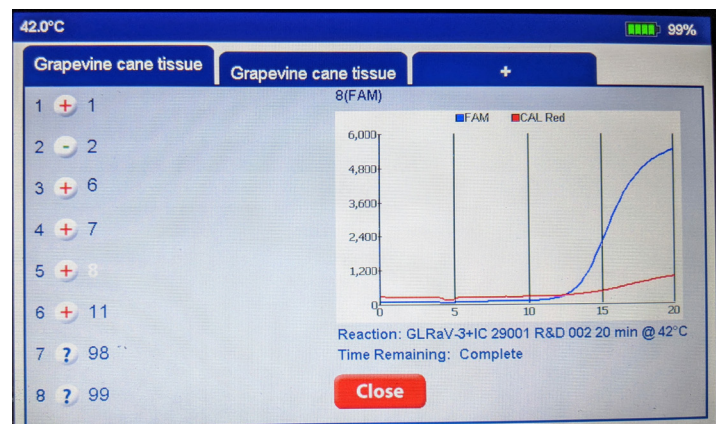 42.0°C
99%
Grapevine cane tissue
Grapevine cane tissue
+
1 + 1
2 - 2
3 + 6
4 + 7
5 + 8
6 + 11
7 ? 98
8 ? 99
8(FAM)
FAM CAL Red
6,000
4,800
3,600
2,400
1,200
0
0 5 10 15 20
Reaction: GLRaV-3+IC 29001 R&D 002 20 min @ 42°C
Time Remaining: Complete
Close